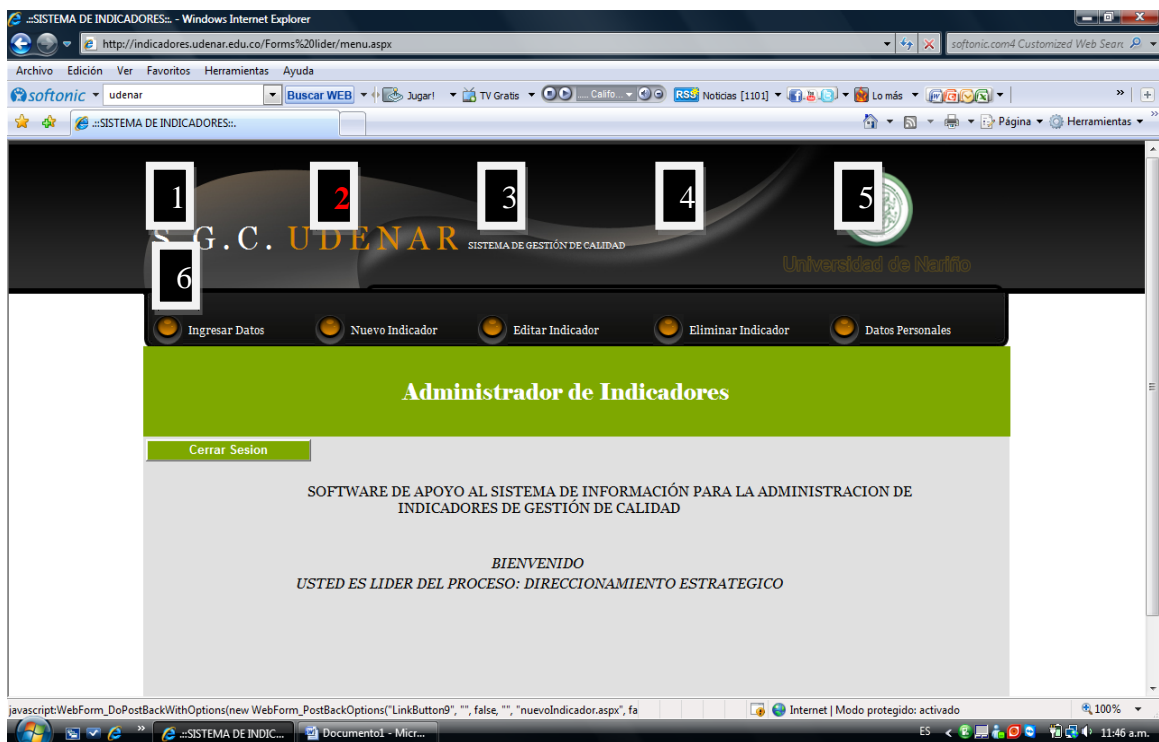 .::SISTEMA DE INDICADORES::. - Windows Internet Explorer
http://indicadores.udenar.edu.co/Forms%20lider/menu.aspx
softonic.com4 Customized Web Searc
Archivo Edición Ver Favoritos Herramientas Ayuda
softonic udenar Buscar WEB Jugar! TV Gratis .... Califo... RSS Noticias [1101] Lo más
.::SISTEMA DE INDICADORES::. Página Herramientas
1 2 3 4 5
S.G.C. UDENAR SISTEMA DE GESTIÓN DE CALIDAD
Universidad de Nariño
6
Ingresar Datos Nuevo Indicador Editar Indicador Eliminar Indicador Datos Personales
Administrador de Indicadores
Cerrar Sesion
SOFTWARE DE APOYO AL SISTEMA DE INFORMACIÓN PARA LA ADMINISTRACION DE
INDICADORES DE GESTIÓN DE CALIDAD
BIENVENIDO
USTED ES LIDER DEL PROCESO: DIRECCIONAMIENTO ESTRATEGICO
javascript:WebForm_DoPostBackWithOptions(new WebForm_PostBackOptions("LinkButton9", "", false, "", "nuevoIndicador.aspx", fa Internet | Modo protegido: activado 100%
.::SISTEMA DE INDIC... Documento1 - Micr... ES 11:46 a.m.